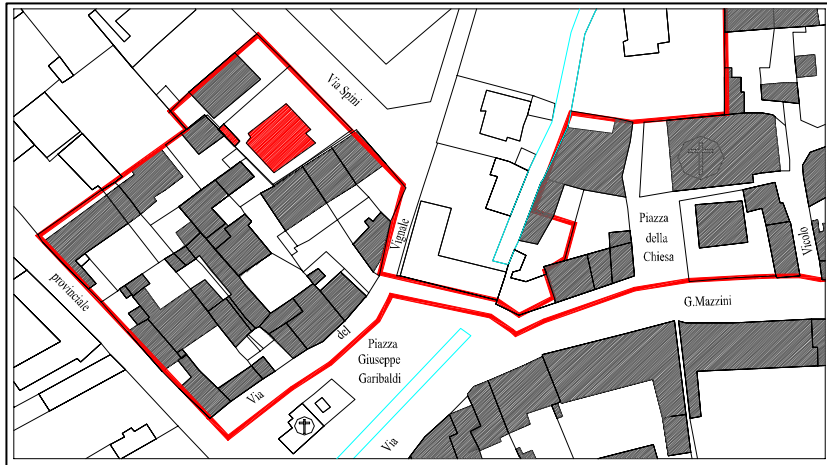 Via Spini
Vignale
Piazza
della
Chiesa
Vicolo
provinciale
G.Mazzini
del
Piazza
Giuseppe
Garibaldi
Via
Via